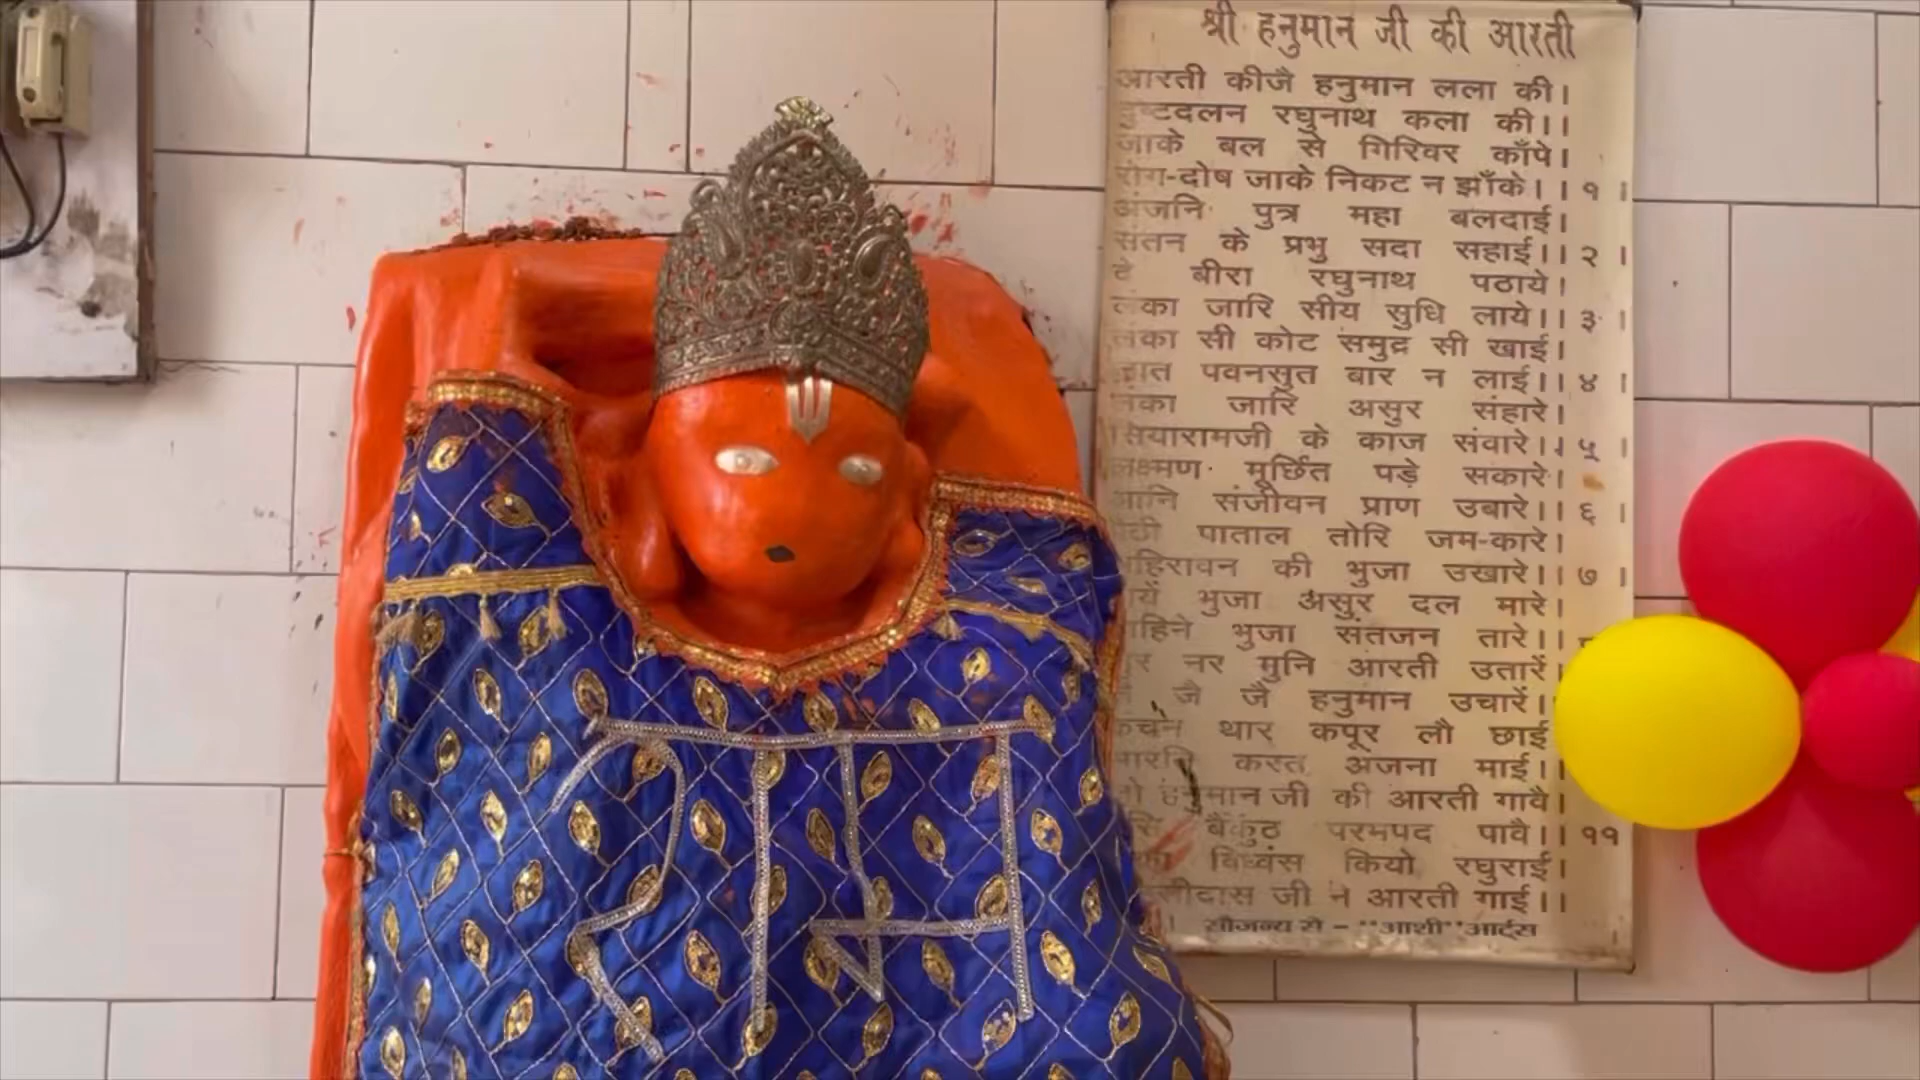 श्री हनुमान जी की आरती
आरती कीजै हनुमान लला की।
दुष्टदलन रघुनाथ कला की।।
जाके बल से गिरिवर काँपे।
रोग-दोष जाके निकट न झाँके।। १ ।
अंजनि पुत्र महा बलदाई।
संतन के प्रभु सदा सहाई।। २ ।
दे बीरा रघुनाथ पठाये।
लंका जारि सीय सुधि लाये।। ३ ।
लंका सी कोट समुद्र सी खाई।
जात पवनसुत बार न लाई।। ४ ।
लंका जारि असुर संहारे।
सियारामजी के काज संवारे।। ५ ।
लक्ष्मण मूर्छित पड़े सकारे।
आनि संजीवन प्राण उबारे।। ६ ।
पाताल तोरि जम-कारे।
अहिरावन की भुजा उखारे।। ७ ।
भुजा असुर दल मारे।
दाहिने भुजा संतजन तारे।।
नर मुनि आरती उतारें।
जै जै हनुमान उचारें।
कंचन थार कपूर लौ छाई
आरति करत अंजना माई।।
जो हनुमान जी की आरती गावै।
बैंकुंठ परमपद पावै।। ११
विध्वंस कियो रघुराई।
तुलसीदास जी ने आरती गाई।।
सौजन्य से - "आशी" आर्ट्स
राम